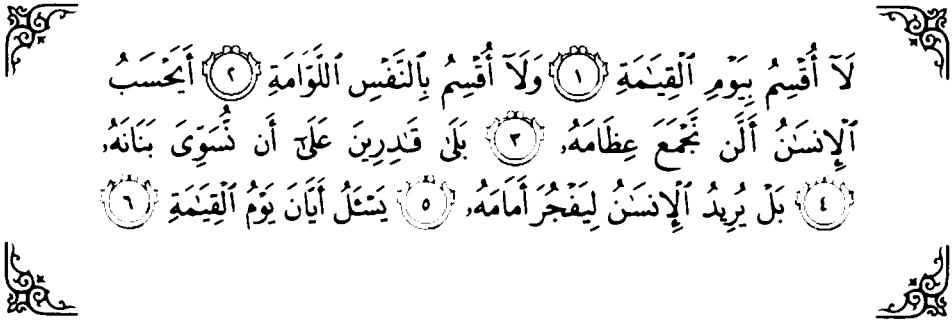 لَآ أُقْسِمُ بِيَوْمِ ٱلْقِيَـٰمَةِ ١ وَلَآ أُقْسِمُ بِٱلنَّفْسِ ٱللَّوَّامَةِ ٢ أَيَحْسَبُ
ٱلْإِنسَـٰنُ أَلَّن نَّجْمَعَ عِظَامَهُۥ ٣ بَلَىٰ قَـٰدِرِينَ عَلَىٰٓ أَن نُّسَوِّىَ بَنَانَهُۥ
٤ بَلْ يُرِيدُ ٱلْإِنسَـٰنُ لِيَفْجُرَ أَمَامَهُۥ ٥ يَسْـَٔلُ أَيَّانَ يَوْمُ ٱلْقِيَـٰمَةِ ٦